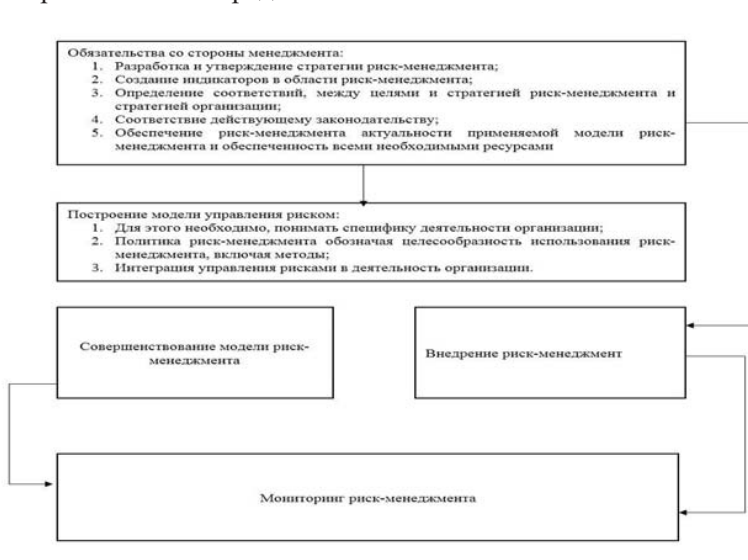 Обязательства со стороны менеджмента:
1. Разработка и утверждение стратегии риск-менеджмента;
2. Создание индикаторов в области риск-менеджмента;
3. Определение соответствий, между целями и стратегией риск-менеджмента и
стратегией организации;
4. Соответствие действующему законодательству;
5. Обеспечение риск-менеджмента актуальности применяемой модели риск-
менеджмента и обеспеченность всеми необходимыми ресурсами
Построение модели управления риском:
1. Для этого необходимо, понимать специфику деятельности организации;
2. Политика риск-менеджмента обозначая целесообразность использования риск-
менеджмента, включая методы;
3. Интеграция управления рисками в деятельность организации.
Совершенствование модели риск-
менеджмента
Внедрение риск-менеджмент
Мониторинг риск-менеджмента